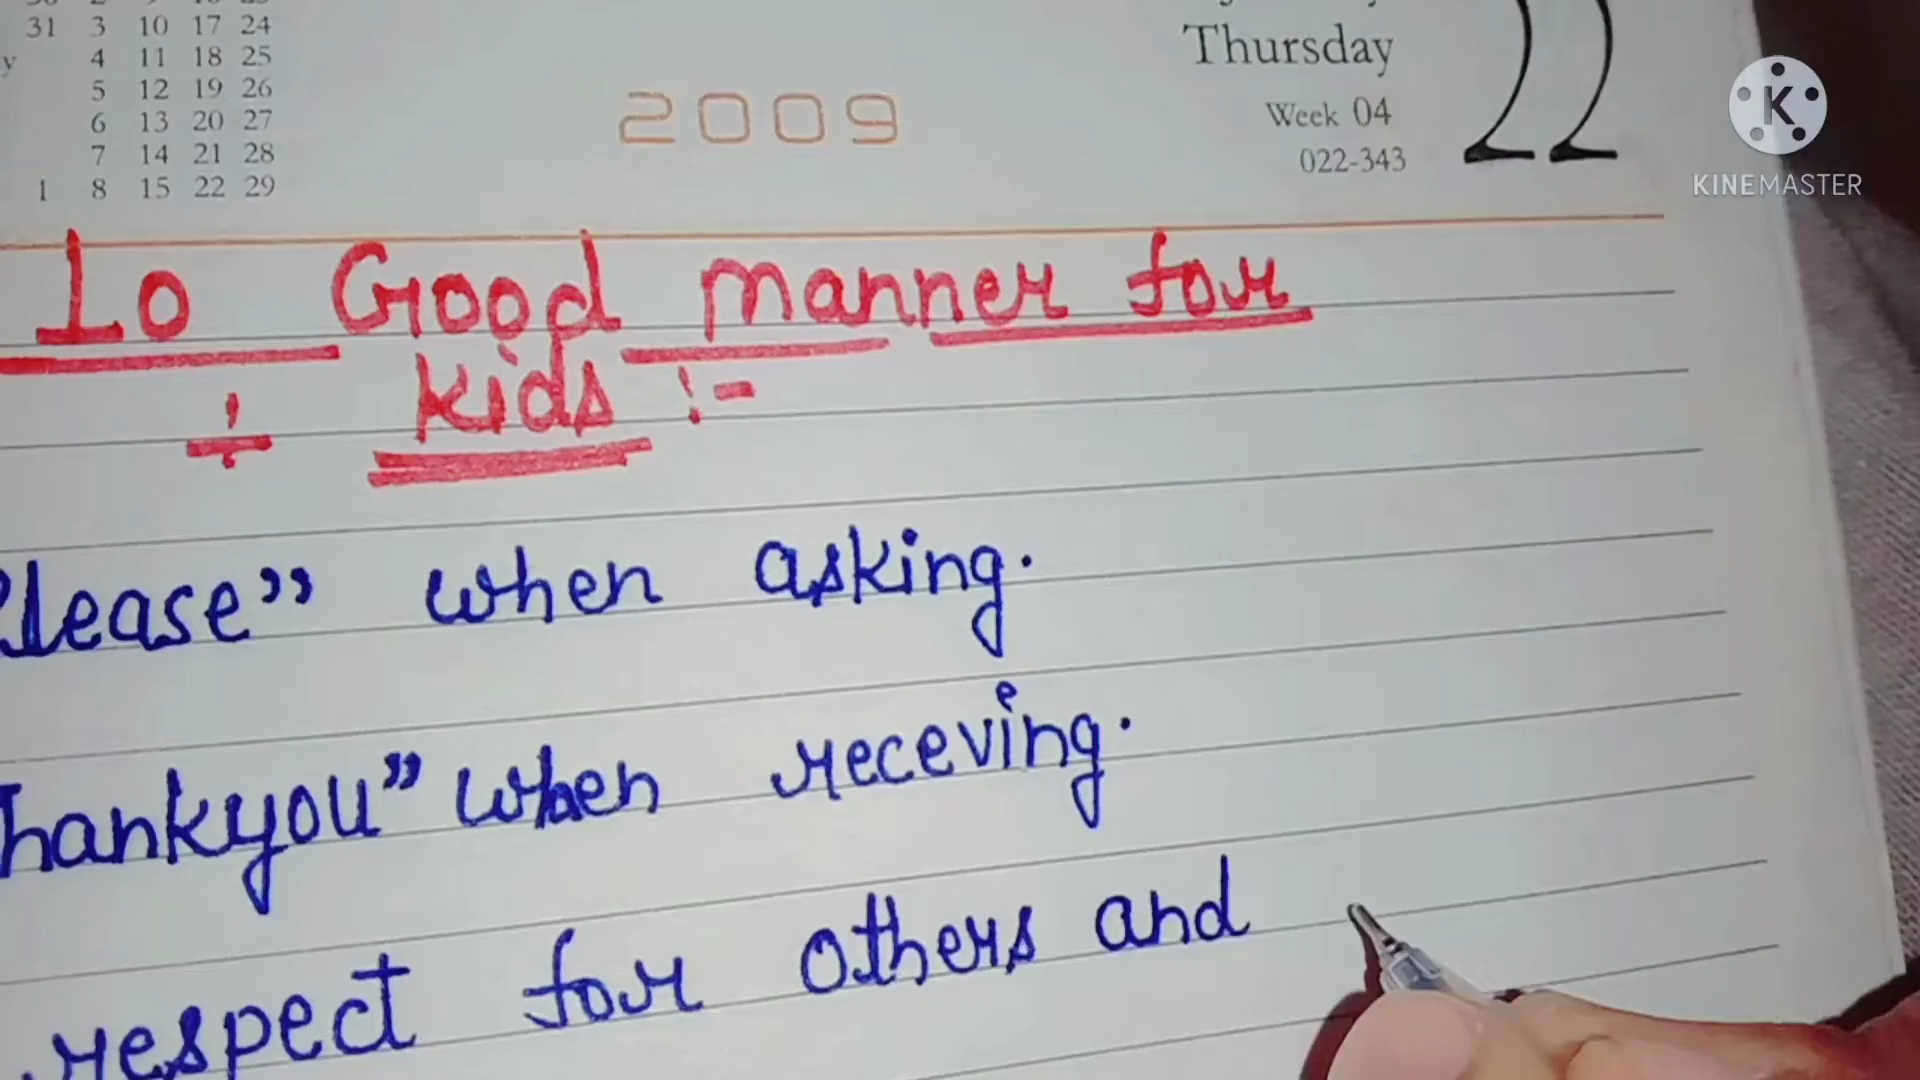 31 3 10 17 24
4 11 18 25
5 12 19 26
6 13 20 27
7 14 21 28
1 8 15 22 29
2009
Thursday
Week 04
022-343
22
K
KINEMASTER
10 Good manner for
÷ kids :-
Please" when asking.
hankyou" when receving.
respect for others and